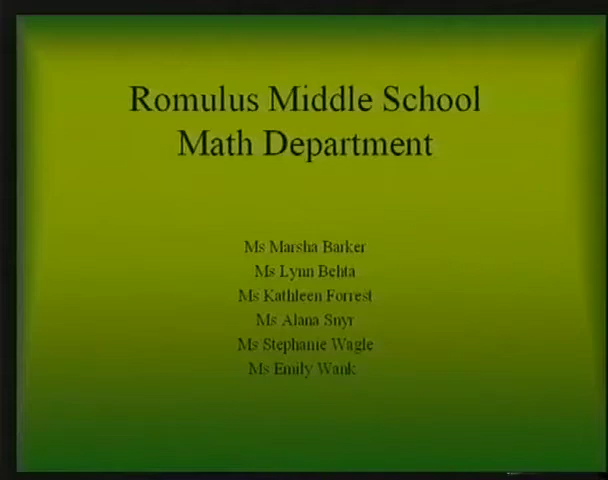 Romulus Middle School
Math Department
Ms Marsha Barker
Ms Lynn Behta
Ms Kathleen Forrest
Ms Alana Snyr
Ms Stephanie Wagle
Ms Emily Wank